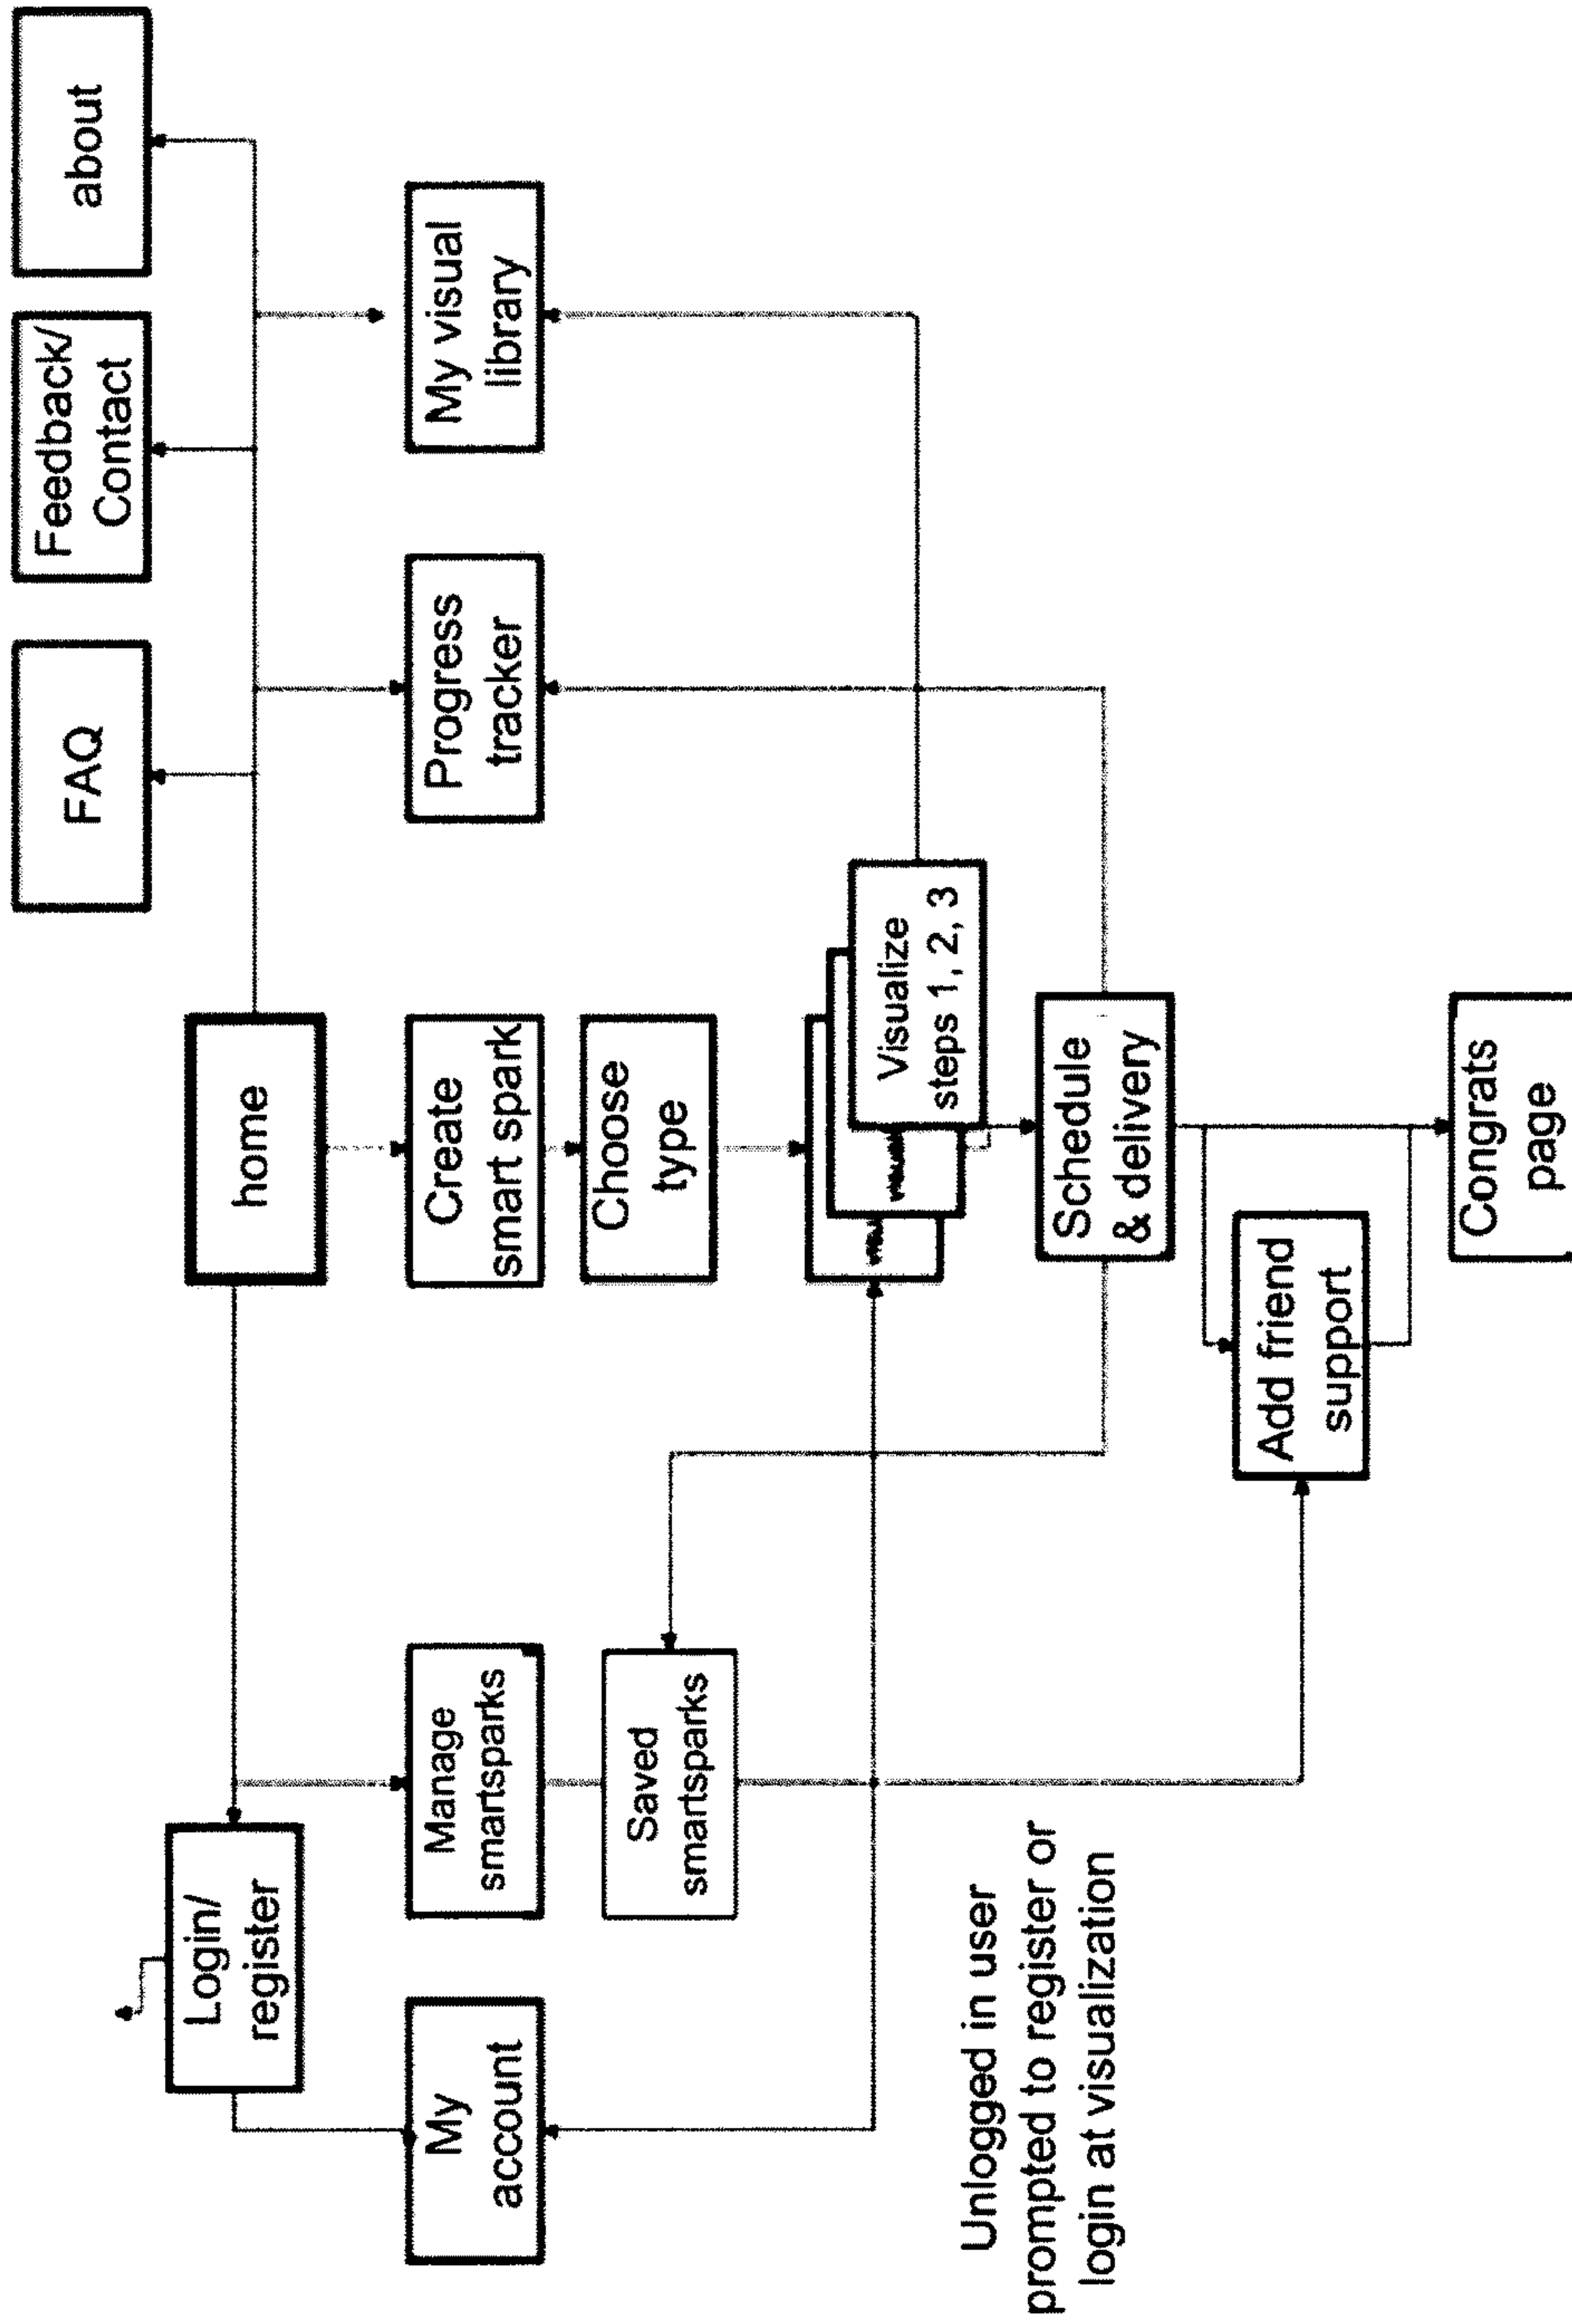 FAQ
Feedback/
Contact
about
Login/
register
home
My
account
Manage
smartsparks
Create
smart spark
Progress
tracker
My visual
library
Saved
smartsparks
Choose
type
Visualize
steps 1, 2, 3
Unlogged in user
prompted to register or
login at visualization
Schedule
& delivery
Add friend
support
Congrats
page